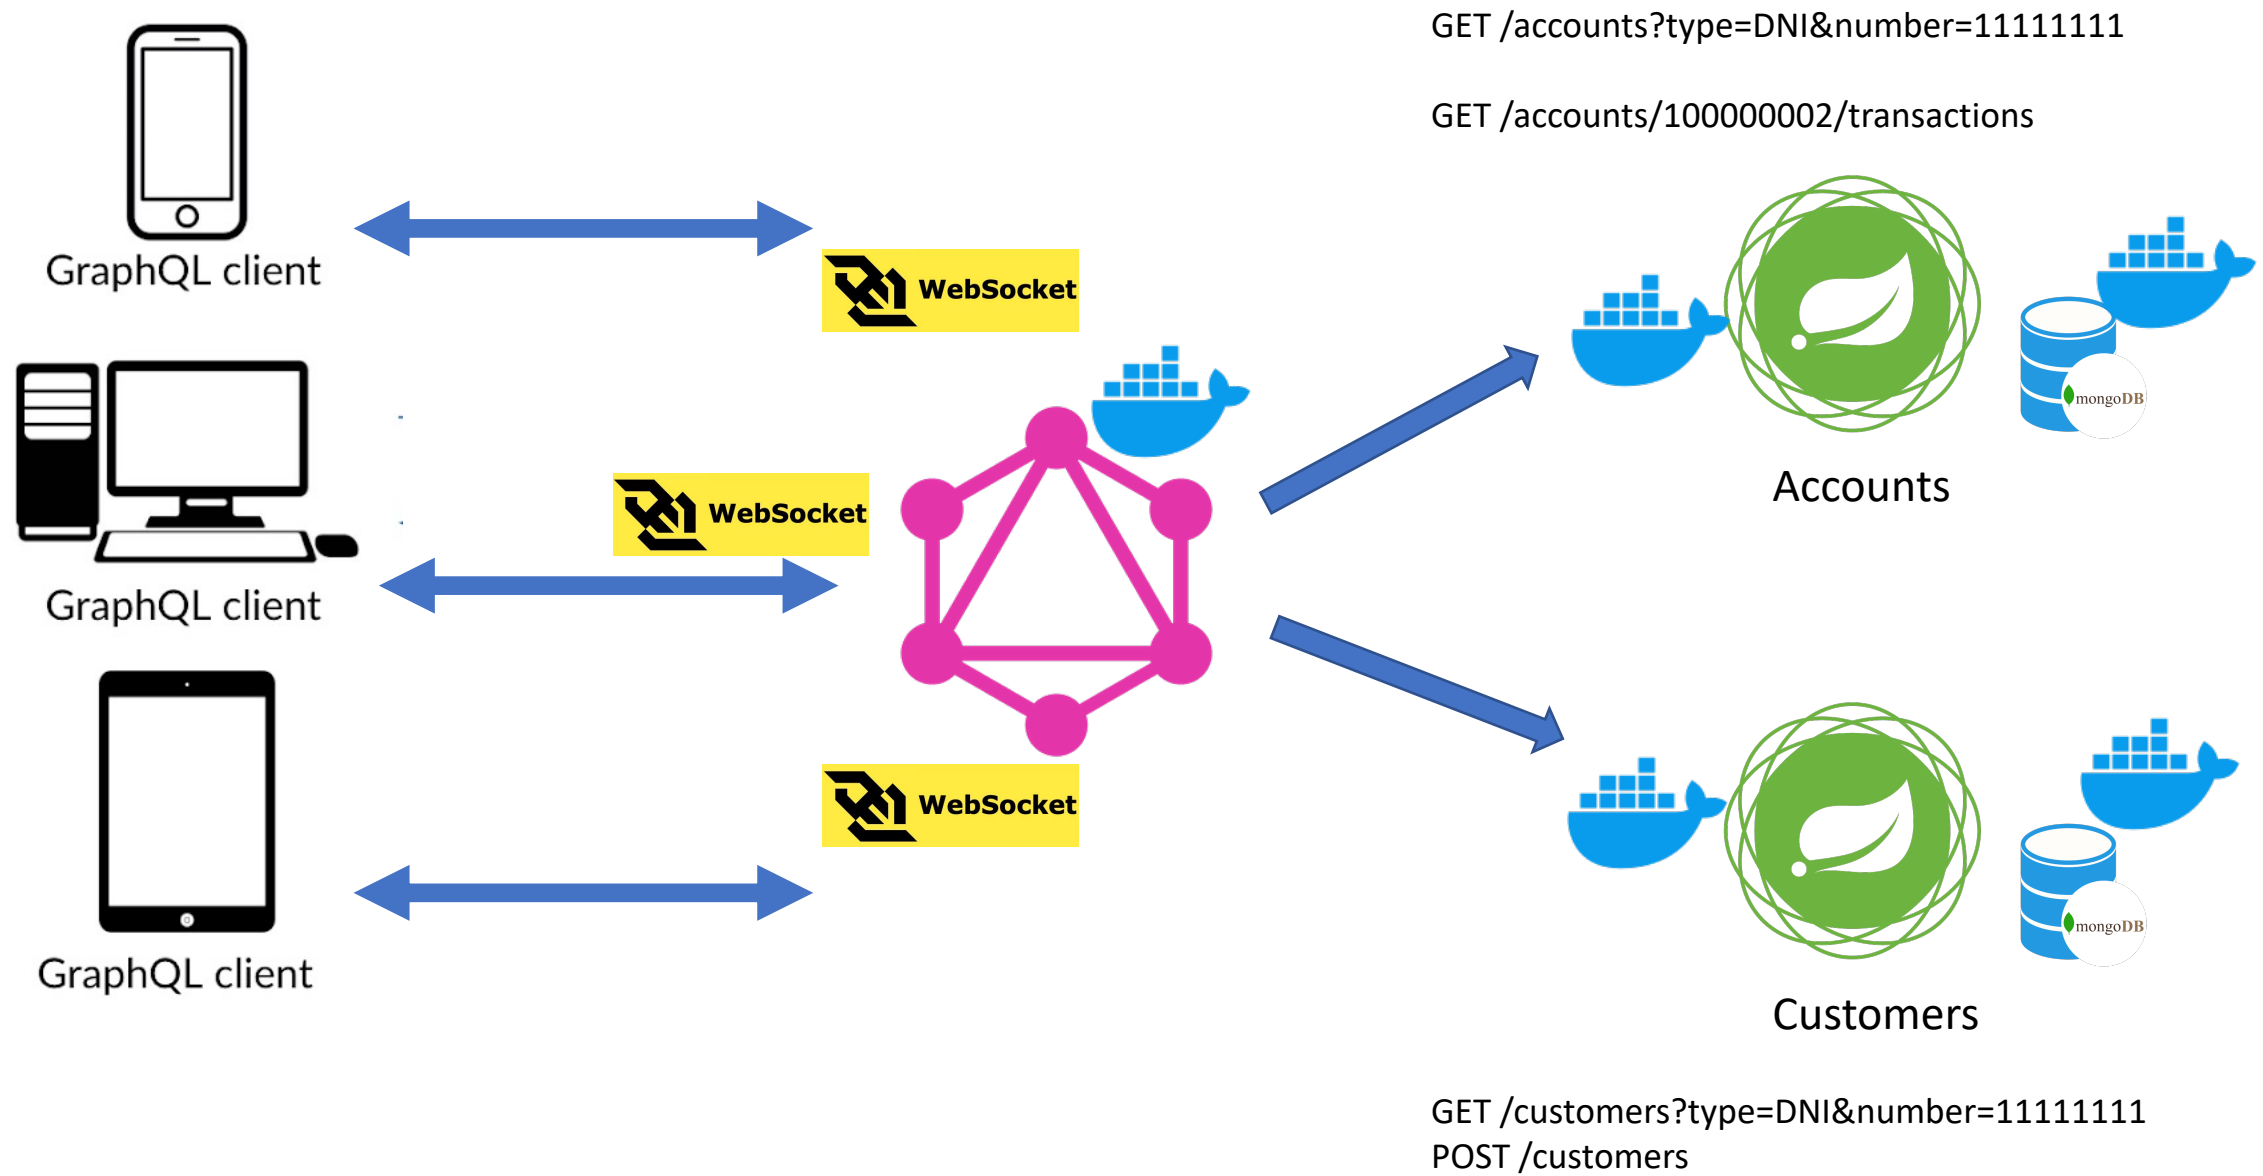 GET /accounts?type=DNI&number=11111111
GET /accounts/100000002/transactions
GraphQL client
WebSocket
mongoDB
Accounts
WebSocket
GraphQL client
WebSocket
mongoDB
GraphQL client
Customers
GET /customers?type=DNI&number=11111111
POST /customers